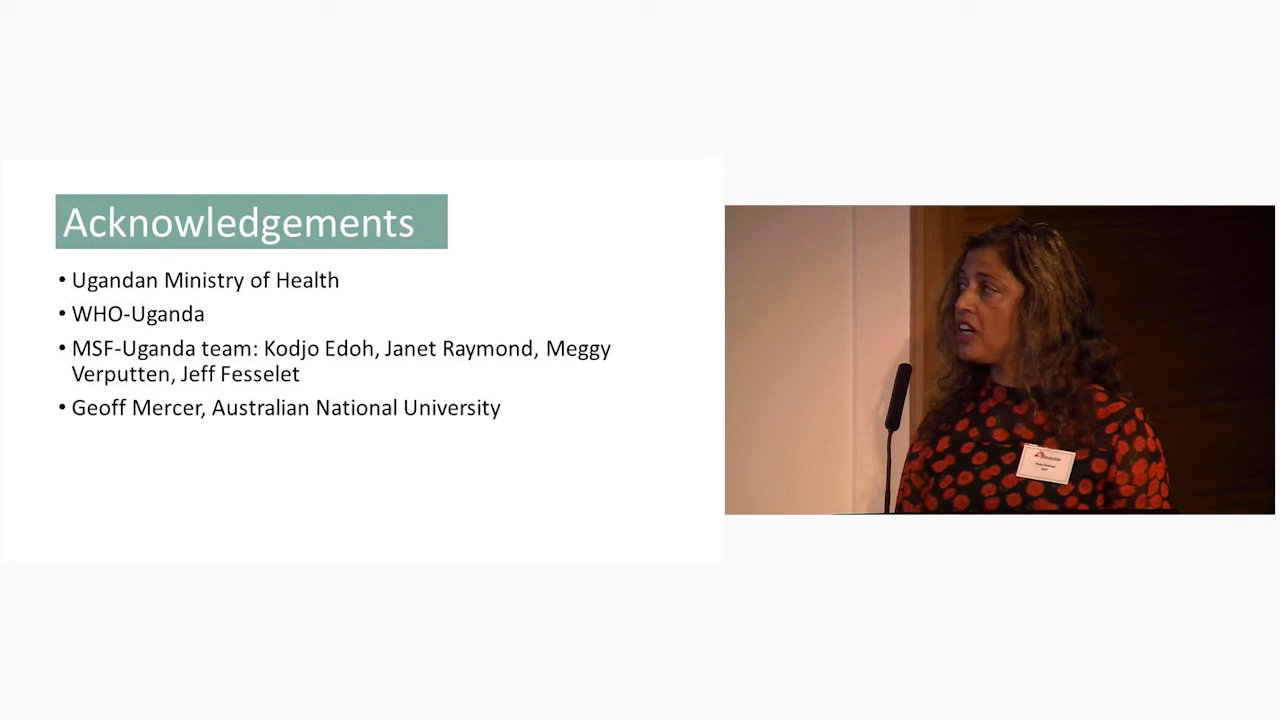 Acknowledgements
• Ugandan Ministry of Health
• WHO-Uganda
• MSF-Uganda team: Kodjo Edoh, Janet Raymond, Meggy
Verputten, Jeff Fesselet
• Geoff Mercer, Australian National University